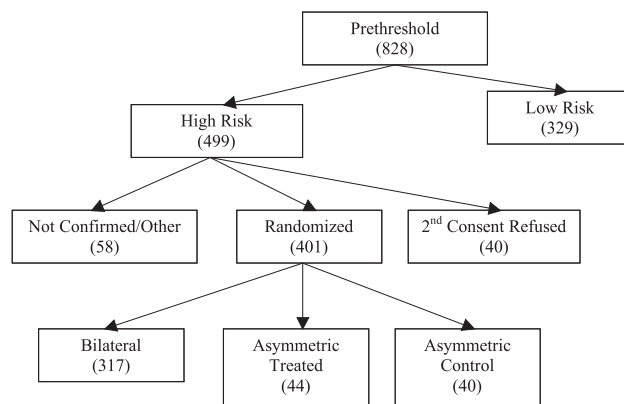 Prethreshold
(828)
High Risk
(499)
Low Risk
(329)
Not Confirmed/Other
(58)
Randomized
(401)
2nd Consent Refused
(40)
Bilateral
(317)
Asymmetric
Treated
(44)
Asymmetric
Control
(40)